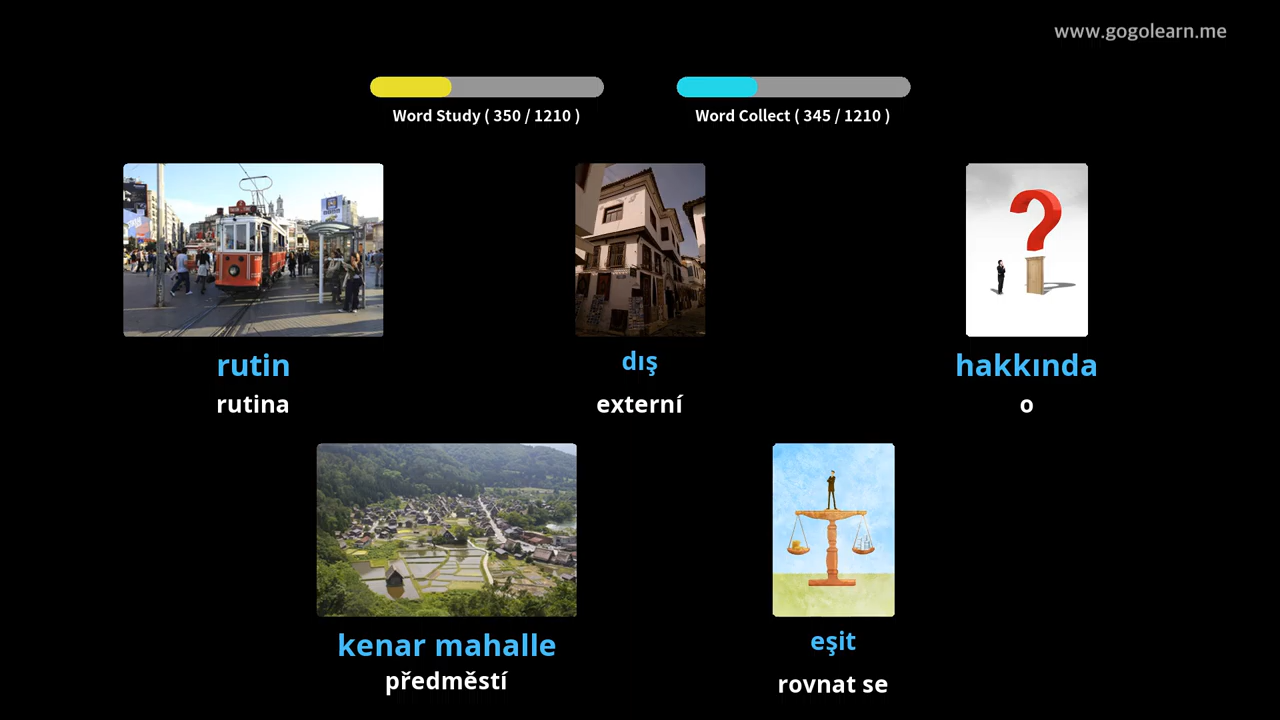 www.gogolearn.me
Word Study ( 350 / 1210 )
Word Collect ( 345 / 1210 )
rutin
rutina
dış
externí
hakkında
o
kenar mahalle
předměstí
eşit
rovnat se